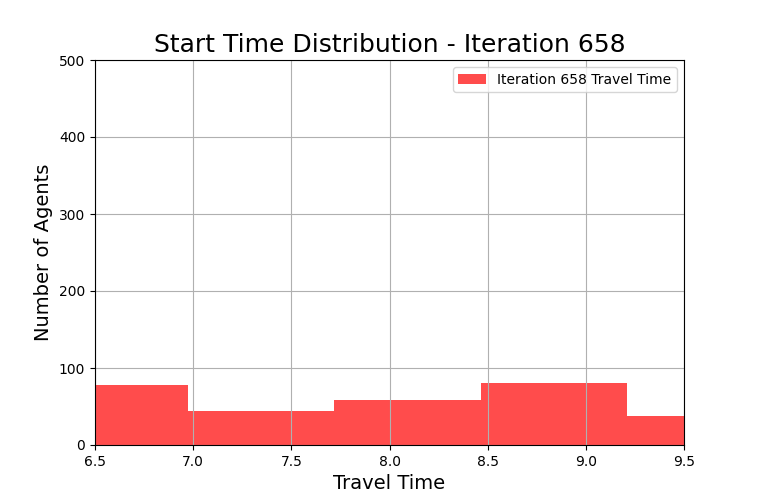 Start Time Distribution - Iteration 658
500
400
300
200
100
0
Number of Agents
Iteration 658 Travel Time
6.5 7.0 7.5 8.0 8.5 9.0 9.5
Travel Time